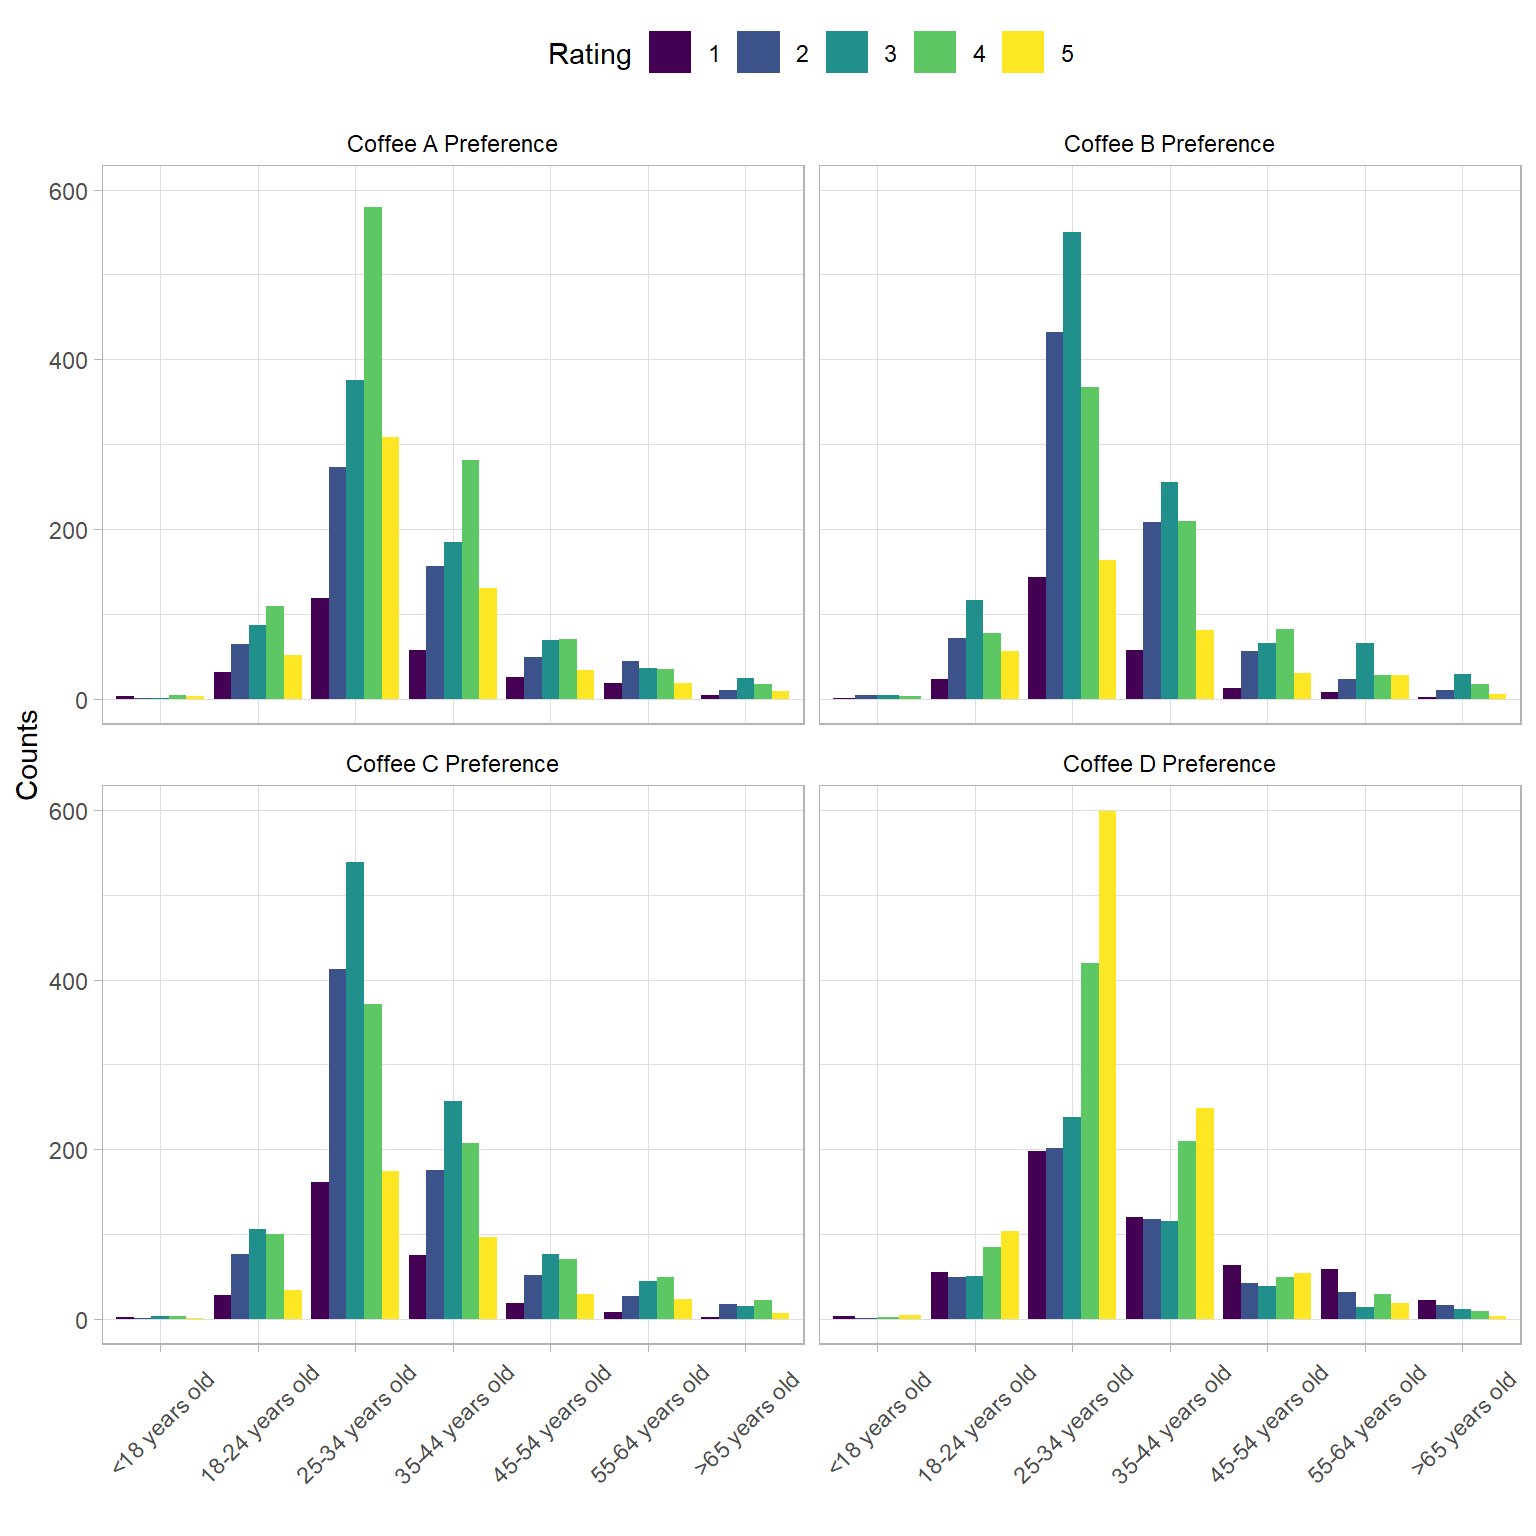 Rating 1 2 3 4 5
Coffee A Preference
Coffee B Preference
600
400
200
0
Counts
Coffee C Preference
Coffee D Preference
600
400
200
0
<18 years old
18-24 years old
25-34 years old
35-44 years old
45-54 years old
55-64 years old
>65 years old
<18 years old
18-24 years old
25-34 years old
35-44 years old
45-54 years old
55-64 years old
>65 years old